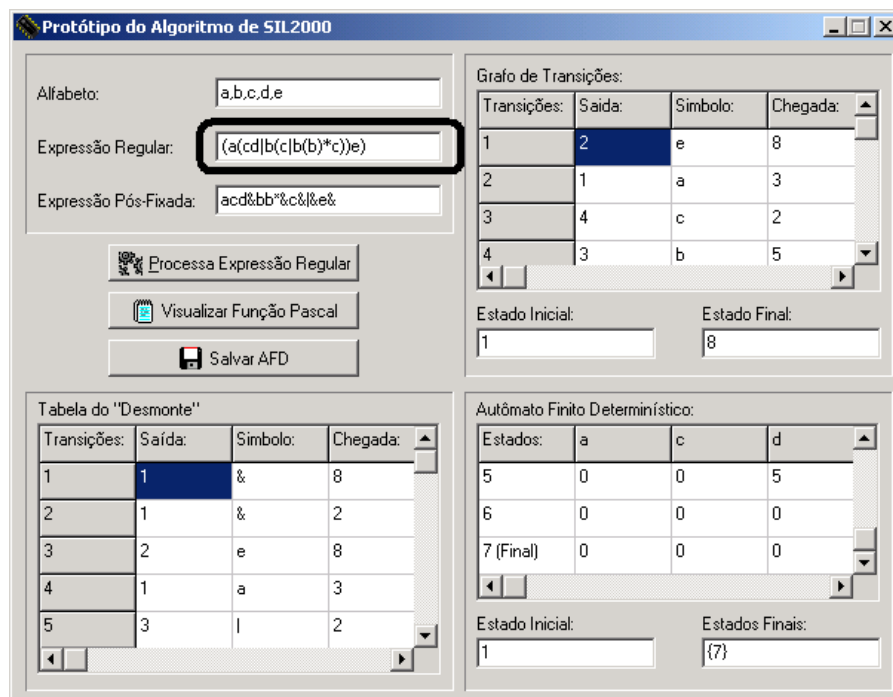 Protótipo do Algoritmo de SIL2000
Alfabeto: a,b,c,d,e
Expressão Regular: (a(cd|b(c|b(b)*c))e)
Expressão Pós-Fixada: acd&bb*&c&|&e&
Processa Expressão Regular
Visualizar Função Pascal
Salvar AFD
Grafo de Transições:
Transições: Saida: Simbolo: Chegada:
1 2 e 8
2 1 a 3
3 4 c 2
4 3 b 5
Estado Inicial: Estado Final:
1 8
Tabela do "Desmonte"
Transições: Saída: Simbolo: Chegada:
1 1 & 8
2 1 & 2
3 2 e 8
4 1 a 3
5 3 | 2
Autômato Finito Determinístico:
Estados: a c d
5 0 0 5
6 0 0 0
7 (Final) 0 0 0
Estado Inicial: Estados Finais:
1 {7}